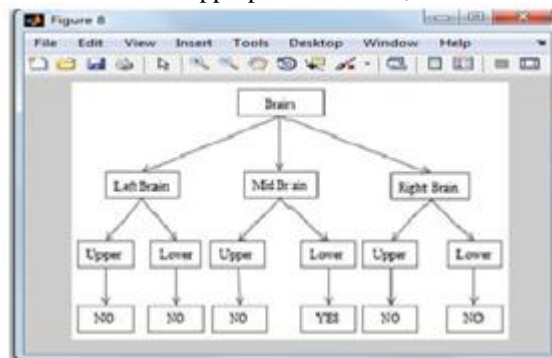 Figure 8
File Edit View Insert Tools Desktop Window Help
Brain
Left Brain Mid Brain Right Brain
Upper Lower Upper Lower Upper Lower
NO NO NO YES NO NO